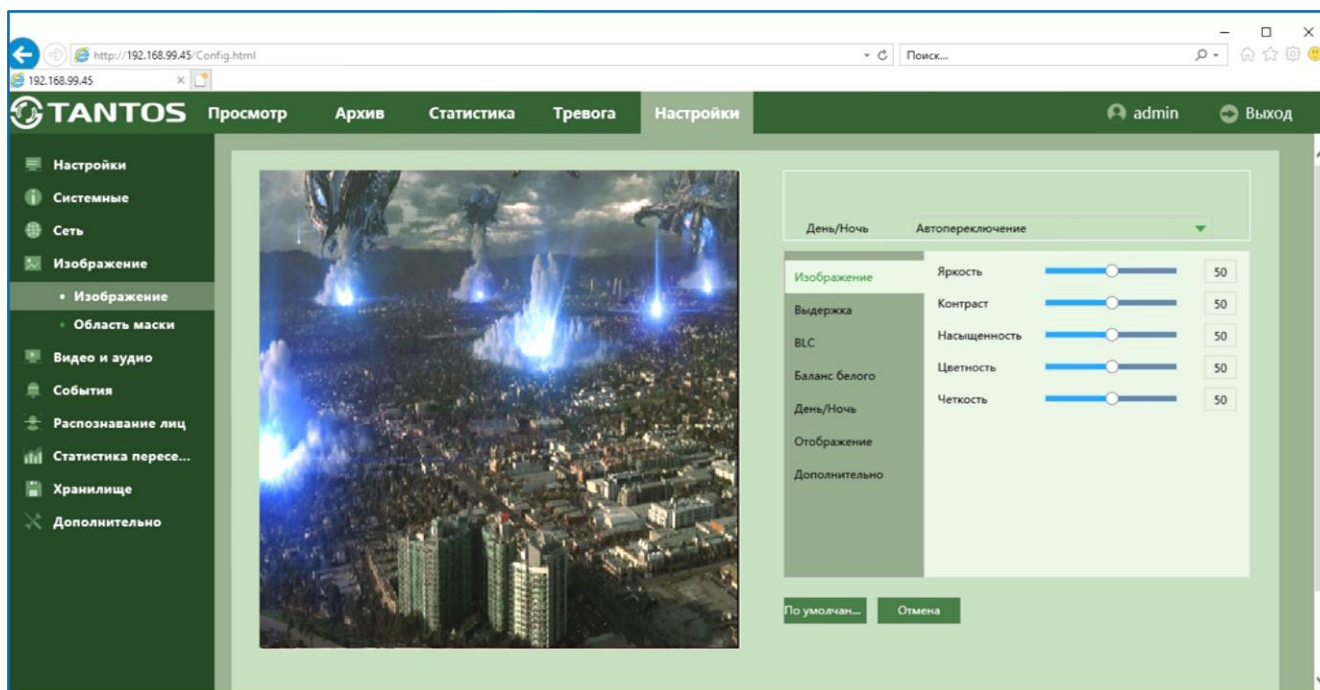 http://192.168.99.45/Config.html
Поиск...
192.168.99.45
TANTOS Просмотр Архив Статистика Тревога Настройки admin Выход
Настройки
Системные
Сеть
Изображение
Изображение
Область маски
Видео и аудио
События
Распознавание лиц
Статистика пересе...
Хранилище
Дополнительно
День/Ночь Автопереключение
Изображение
Выдержка
BLC
Баланс белого
День/Ночь
Отображение
Дополнительно
Яркость 50
Контраст 50
Насыщенность 50
Цветность 50
Четкость 50
По умолчан... Отмена